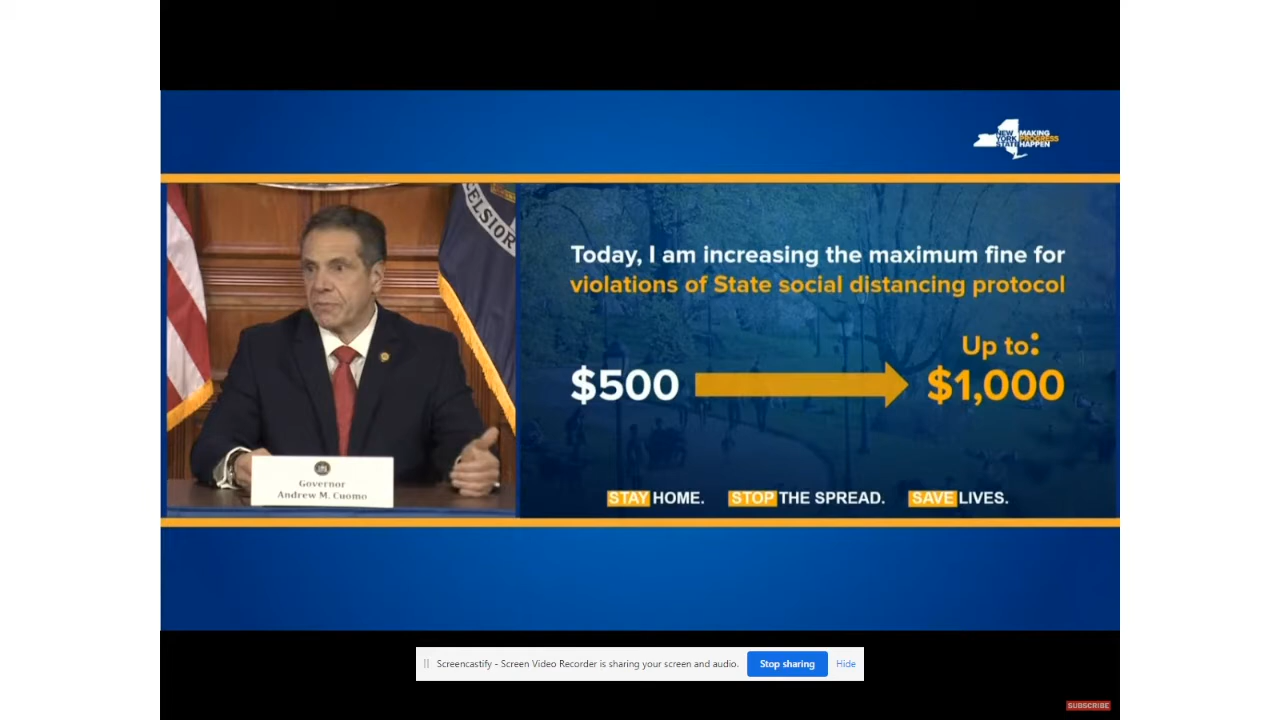 NEW
YORK
STATE
MAKING
PROGRESS
HAPPEN
CELSIOR
Today, I am increasing the maximum fine for
violations of State social distancing protocol
Up to:
$500
$1,000
Governor
Andrew M. Cuomo
STAY HOME. STOP THE SPREAD. SAVE LIVES.
Screencastify - Screen Video Recorder is sharing your screen and audio. Stop sharing Hide
SUBSCRIBE